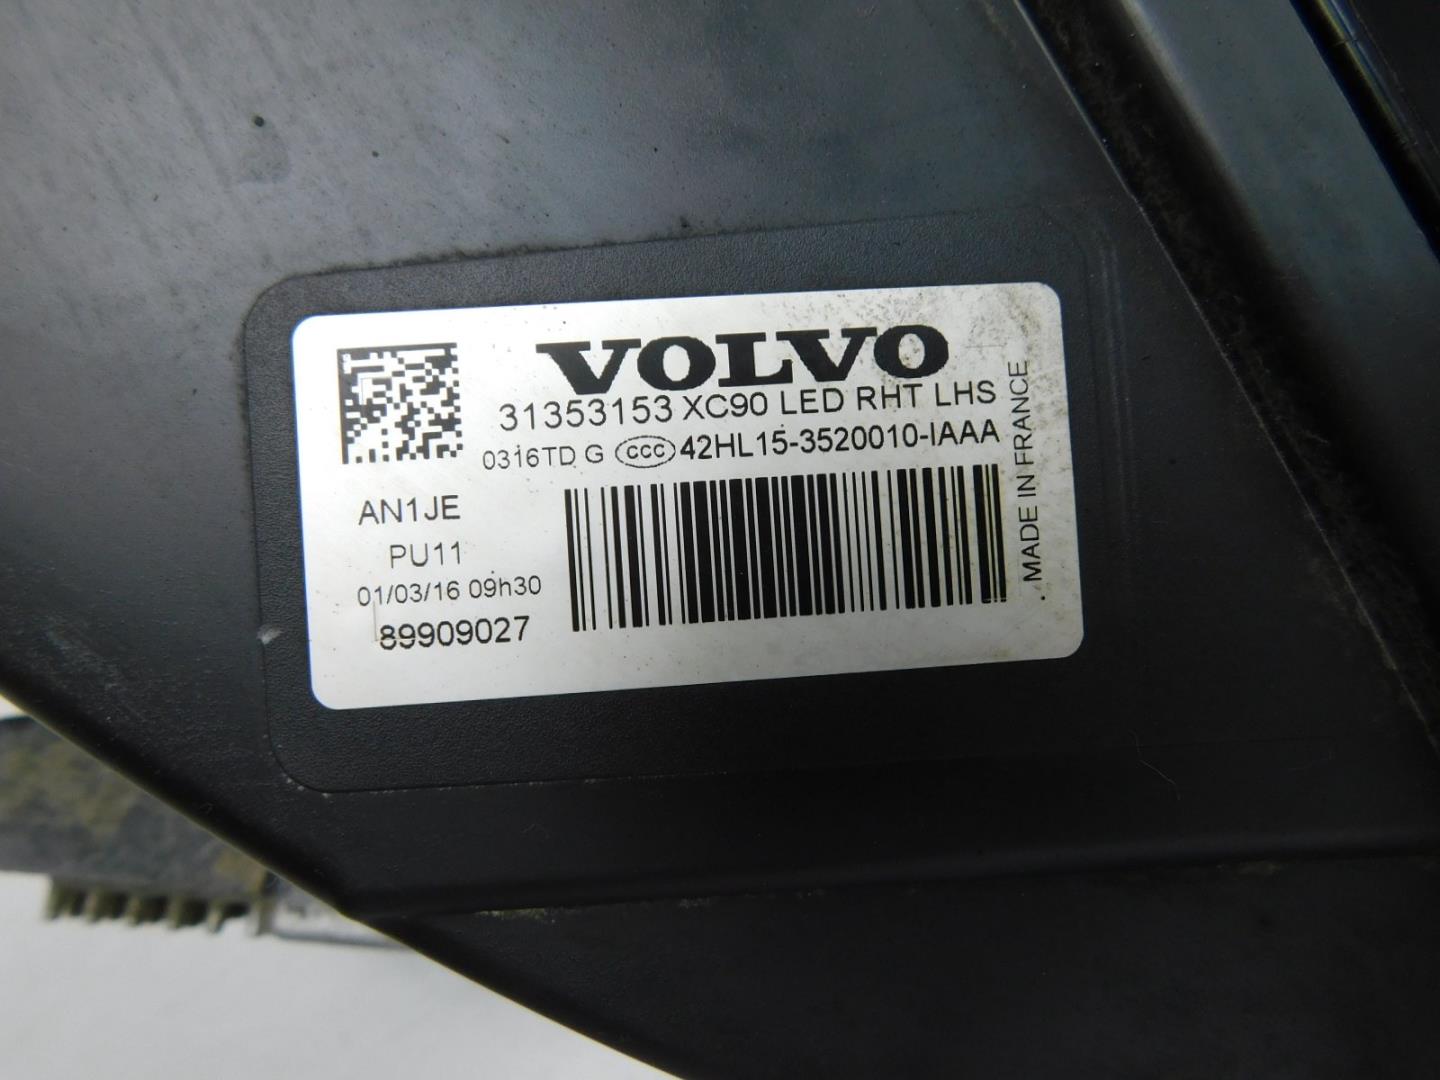 VOLVO
31353153 XC90 LED RHT LHS
0316TD G CCC 42HL15-3520010-IAAA
AN1JE
PU11
01/03/16 09h30
89909027
MADE IN FRANCE